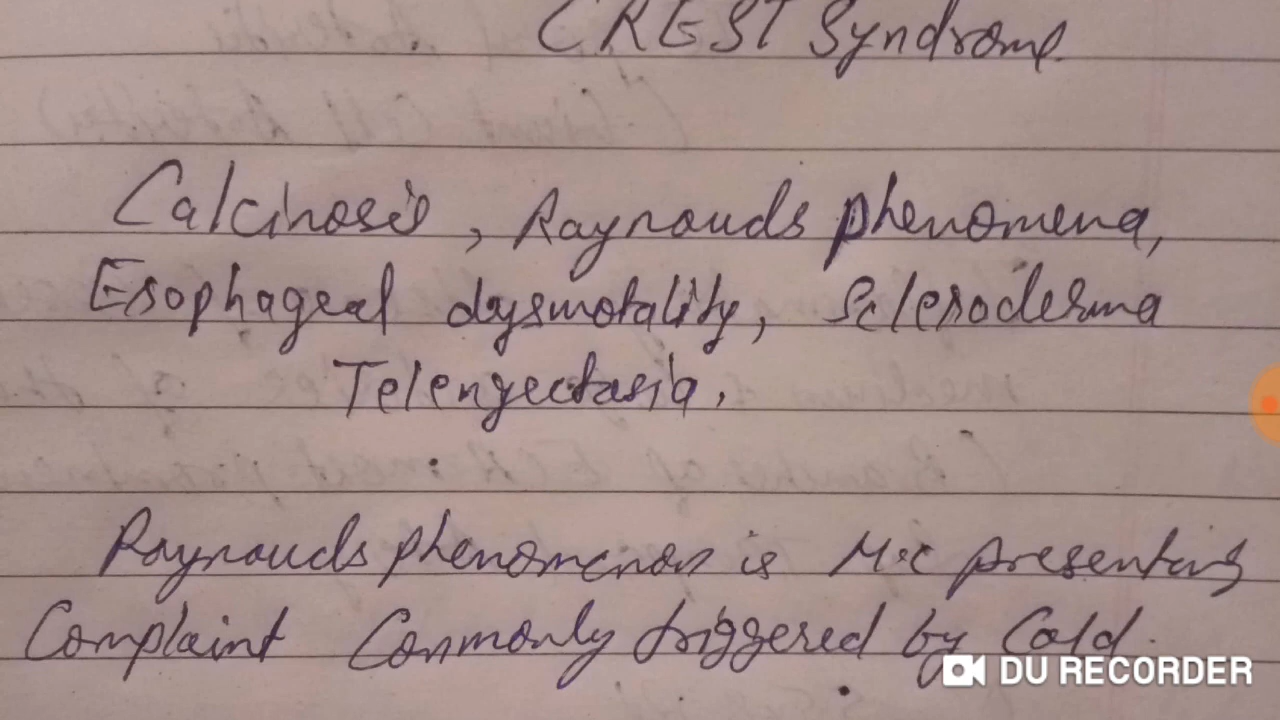 CREST Syndrome
Calcinosis, Raynauds phenomena,
Esophageal dysmotality, Scleroderma
Telengectasia.
Raynauds phenomenon is M.c presenting
Complaint Commonly triggered by Cold.
DU RECORDER